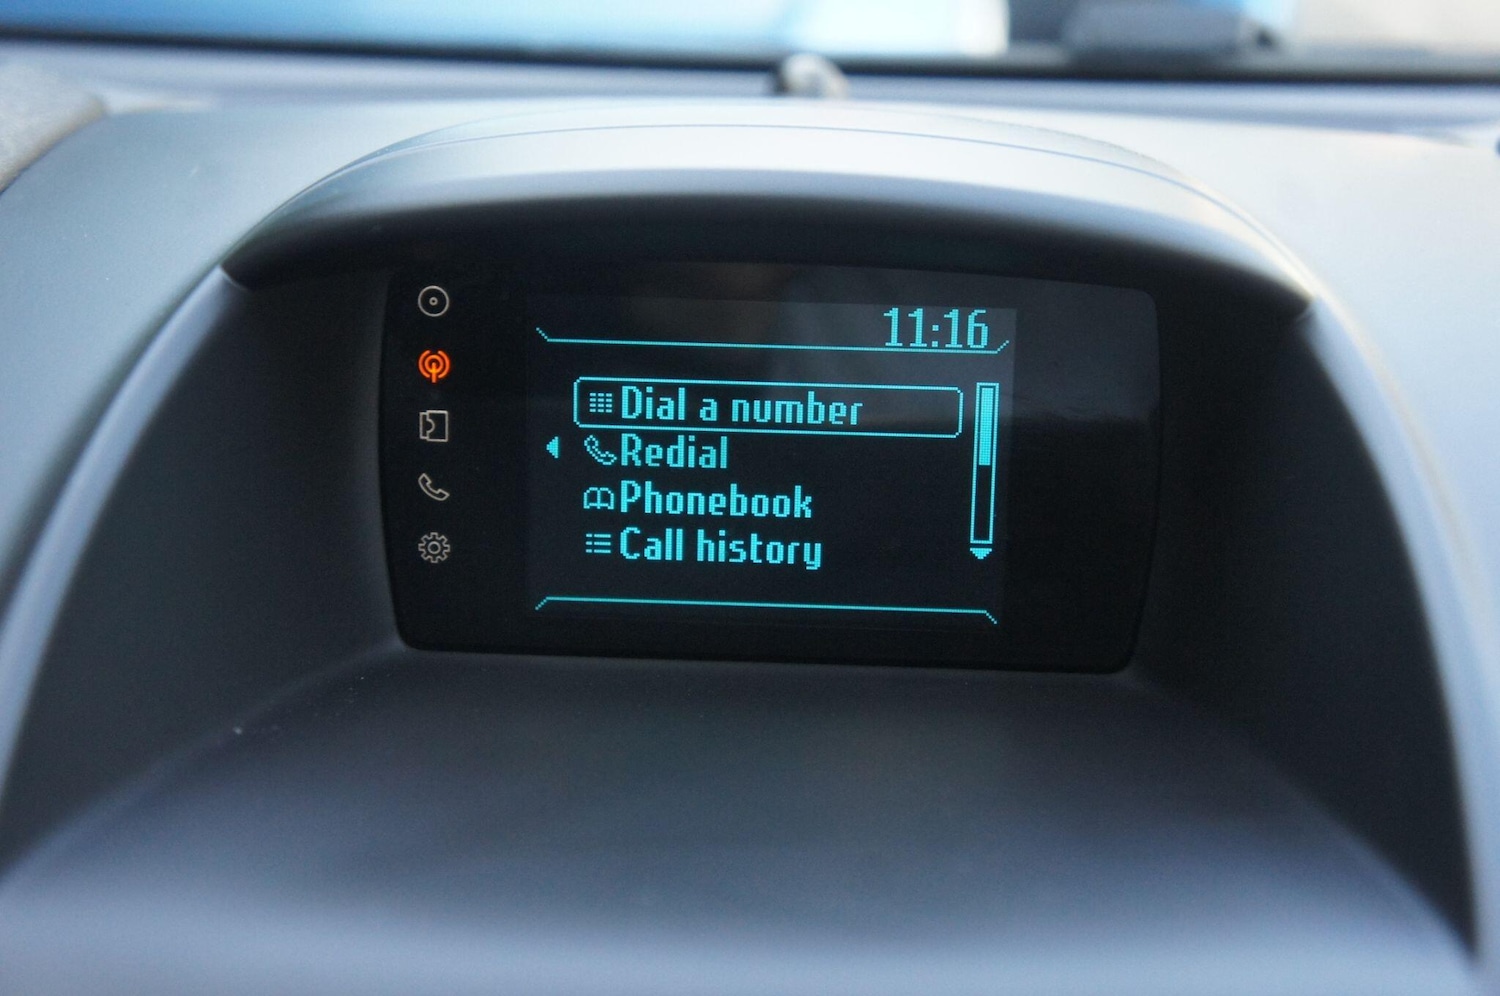 11:16
Dial a number
Redial
Phonebook
Call history